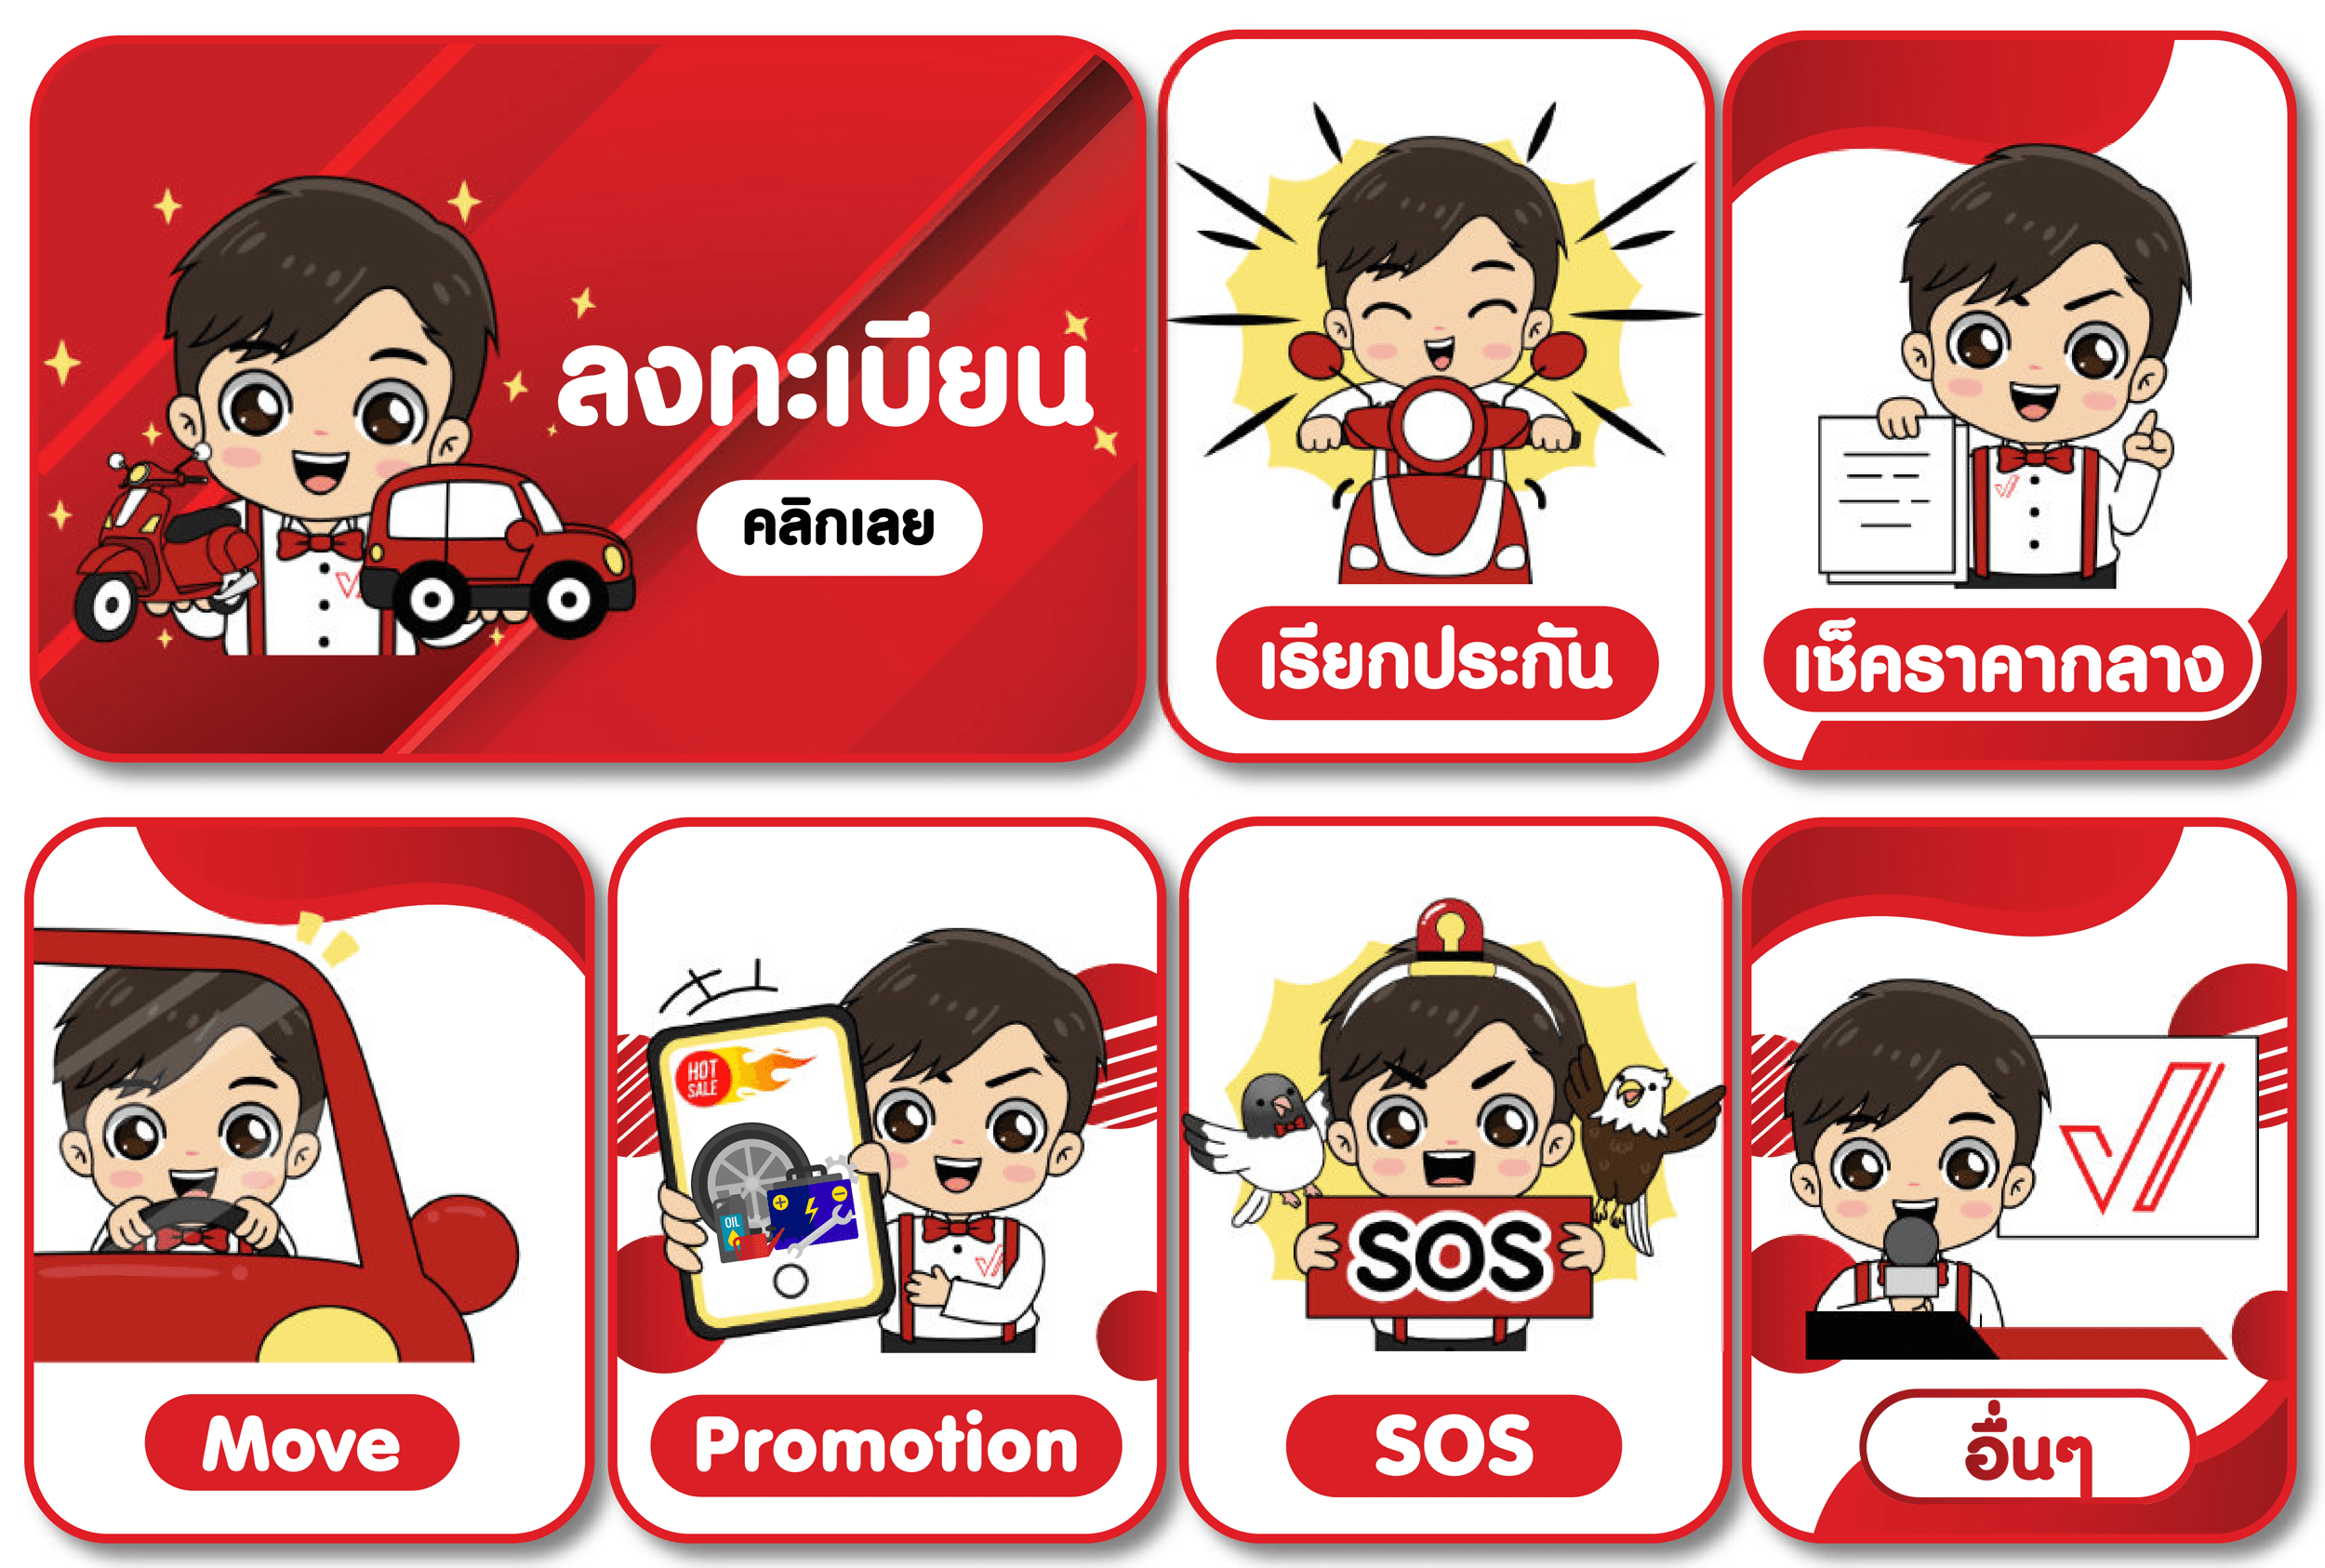 ลงทะเบียน
คลิกเลย
เรียกประกัน
เช็คราคากลาง
Move
HOT
SALE
OIL
Promotion
SOS
SOS
อื่นๆ